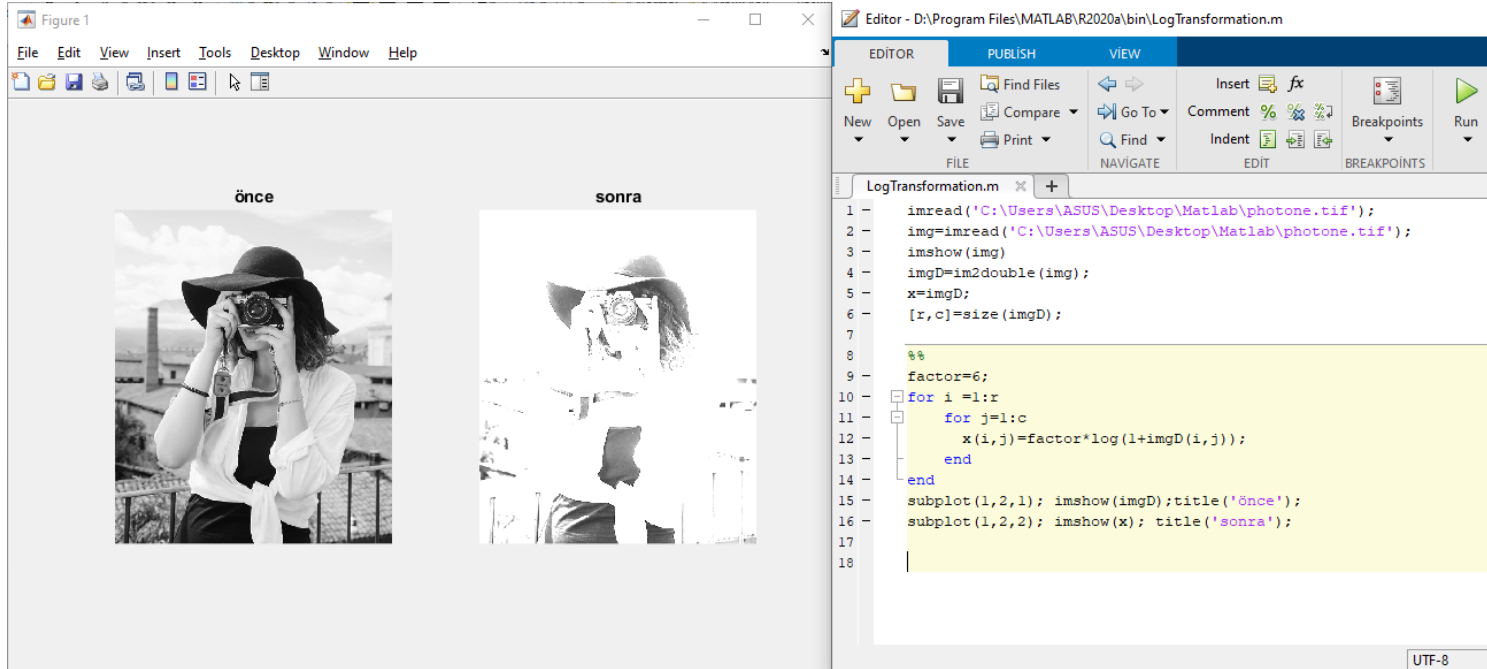 Figure 1
File Edit View Insert Tools Desktop Window Help
önce
sonra
Editor - D:\Program Files\MATLAB\R2020a\bin\LogTransformation.m
EDİTOR PUBLİSH VİEW
New Open Save
Find Files
Compare
Print
FİLE
Go To
Find
NAVİGATE
Insert fx
Comment
Indent
EDİT
Breakpoints
BREAKPOİNTS
Run
LogTransformation.m
1 imread('C:\Users\ASUS\Desktop\Matlab\photone.tif');
2 img=imread('C:\Users\ASUS\Desktop\Matlab\photone.tif');
3 imshow(img)
4 imgD=im2double(img);
5 x=imgD;
6 [r,c]=size(imgD);
7
8 %%
9 factor=6;
10 for i =1:r
11 for j=1:c
12 x(i,j)=factor*log(1+imgD(i,j));
13 end
14 end
15 subplot(1,2,1); imshow(imgD);title('önce');
16 subplot(1,2,2); imshow(x); title('sonra');
17
18
UTF-8